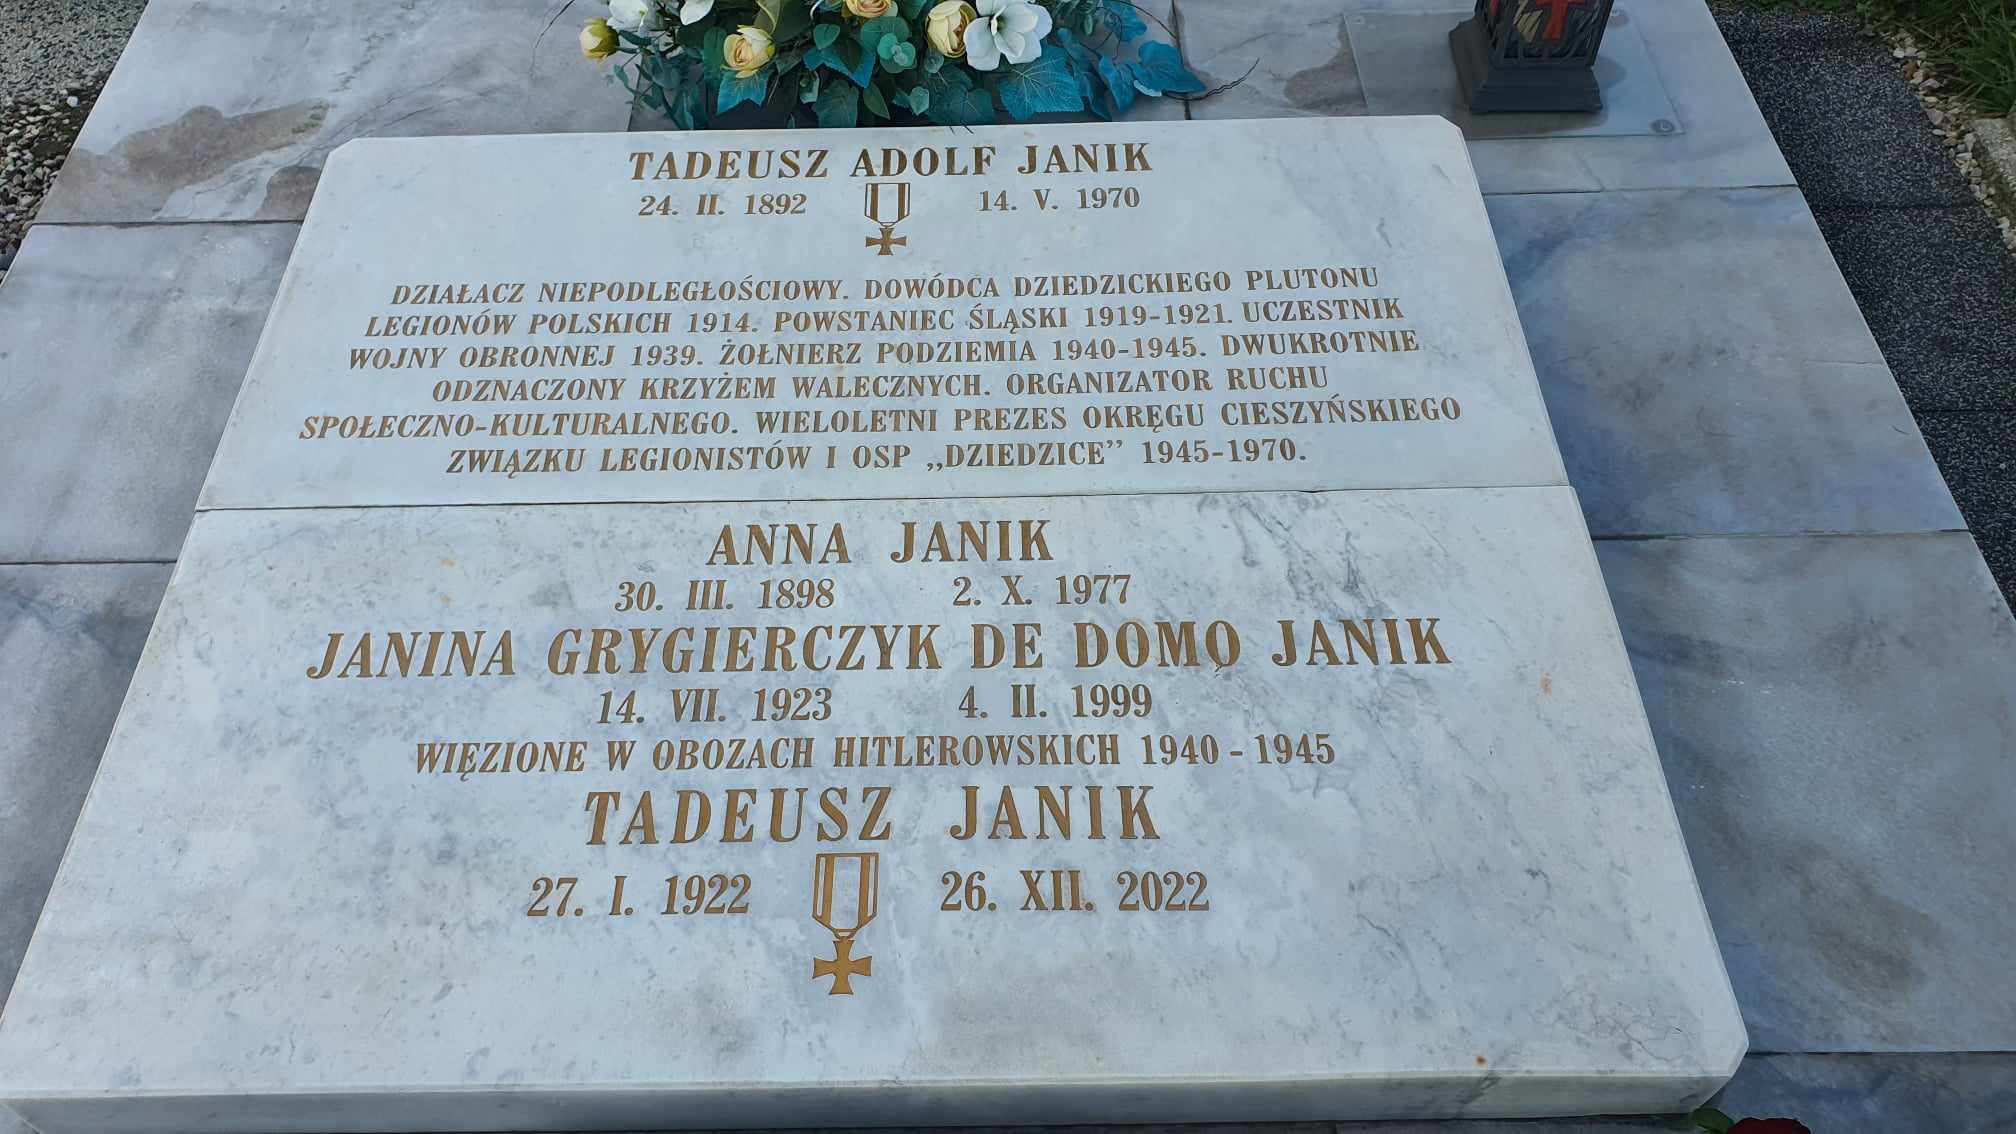 TADEUSZ ADOLF JANIK
24. II. 1892 14. V. 1970
DZIAŁACZ NIEPODLEGŁOŚCIOWY. DOWÓDCA DZIEDZICKIEGO PLUTONU
LEGIONÓW POLSKICH 1914. POWSTANIEC ŚLĄSKI 1919-1921. UCZESTNIK
WOJNY OBRONNEJ 1939. ŻOŁNIERZ PODZIEMIA 1940-1945. DWUKROTNIE
ODZNACZONY KRZYŻEM WALECZNYCH. ORGANIZATOR RUCHU
SPOŁECZNO-KULTURALNEGO. WIELOLETNI PREZES OKRĘGU CIESZYŃSKIEGO
ZWIĄZKU LEGIONISTÓW I OSP „DZIEDZICE” 1945-1970.
ANNA JANIK
30. III. 1898 2. X. 1977
JANINA GRYGIERCZYK DE DOMO JANIK
14. VII. 1923 4. II. 1999
WIĘZIONE W OBOZACH HITLEROWSKICH 1940 - 1945
TADEUSZ JANIK
27. I. 1922 26. XII. 2022